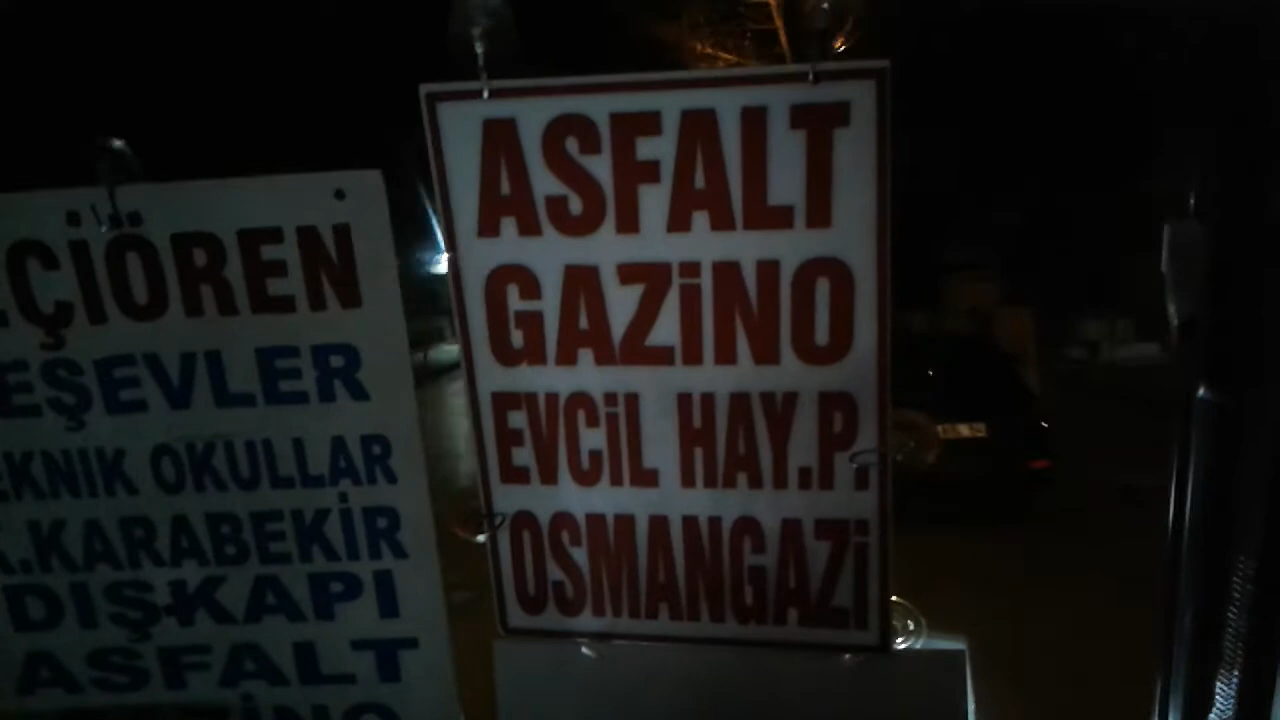 ÇİÖREN
EŞEVLER
EKNIK OKULLAR
K.KARABEKİR
DIŞKAPI
ASFALT
ASFALT
GAZiNO
EVCiL HAY.P.
OSMANGAZi